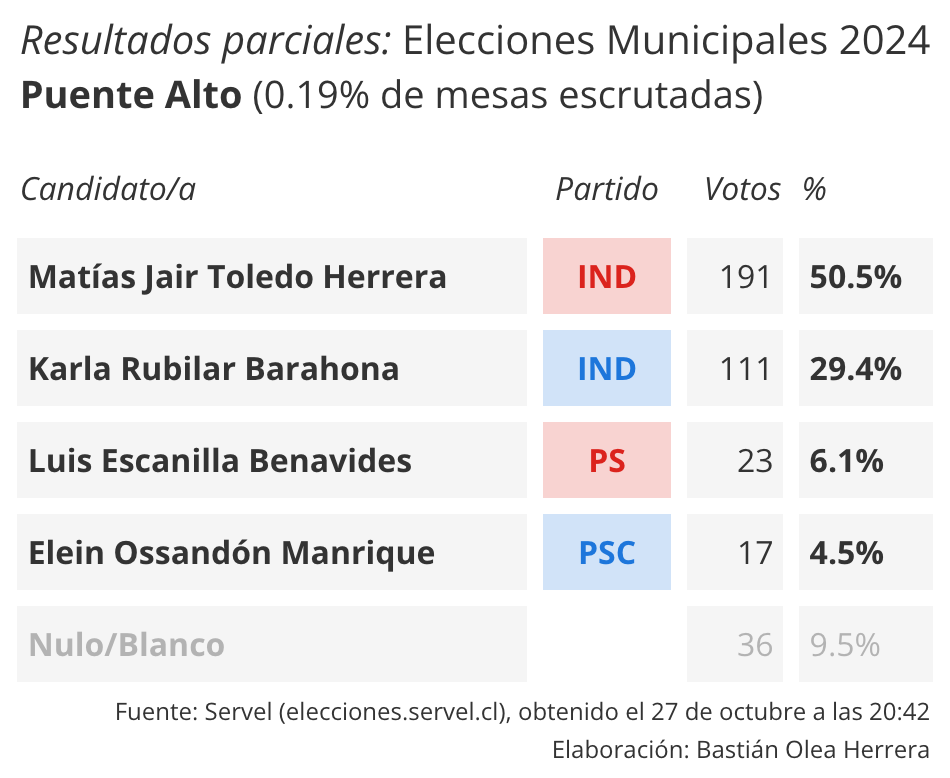 Resultados parciales: Elecciones Municipales 2024
Puente Alto (0.19% de mesas escrutadas)
Candidato/a Partido Votos %
Matías Jair Toledo Herrera IND 191 50.5%
Karla Rubilar Barahona IND 111 29.4%
Luis Escanilla Benavides PS 23 6.1%
Elein Ossandón Manrique PSC 17 4.5%
Nulo/Blanco 36 9.5%
Fuente: Servel (elecciones.servel.cl), obtenido el 27 de octubre a las 20:42
Elaboración: Bastián Olea Herrera